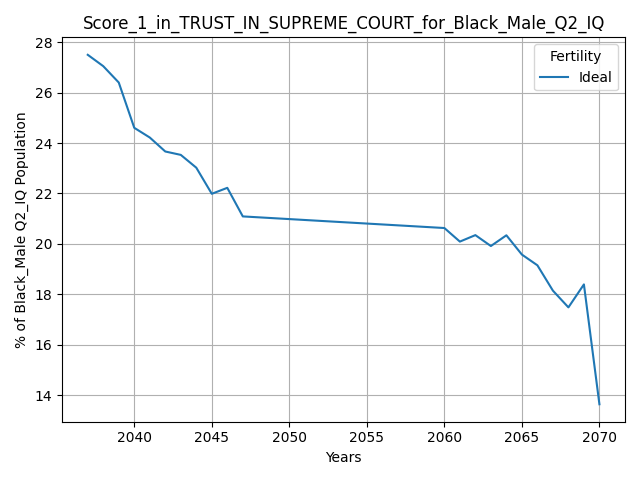 Score_1_in_TRUST_IN_SUPREME_COURT_for_Black_Male_Q2_IQ
Fertility
Ideal
% of Black_Male Q2_IQ Population
28
26
24
22
20
18
16
14
2040 2045 2050 2055 2060 2065 2070
Years